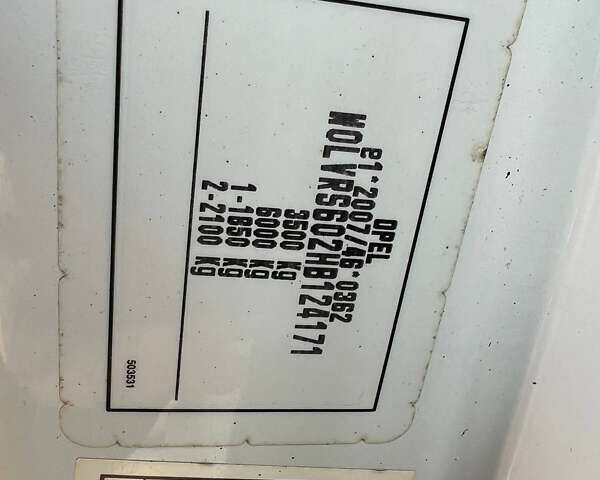 OPEL
e1*2007/46*0362
W0LVRS602HB124171
3500 Kg
6000 Kg
1-1850 Kg
2-2100 Kg
503531